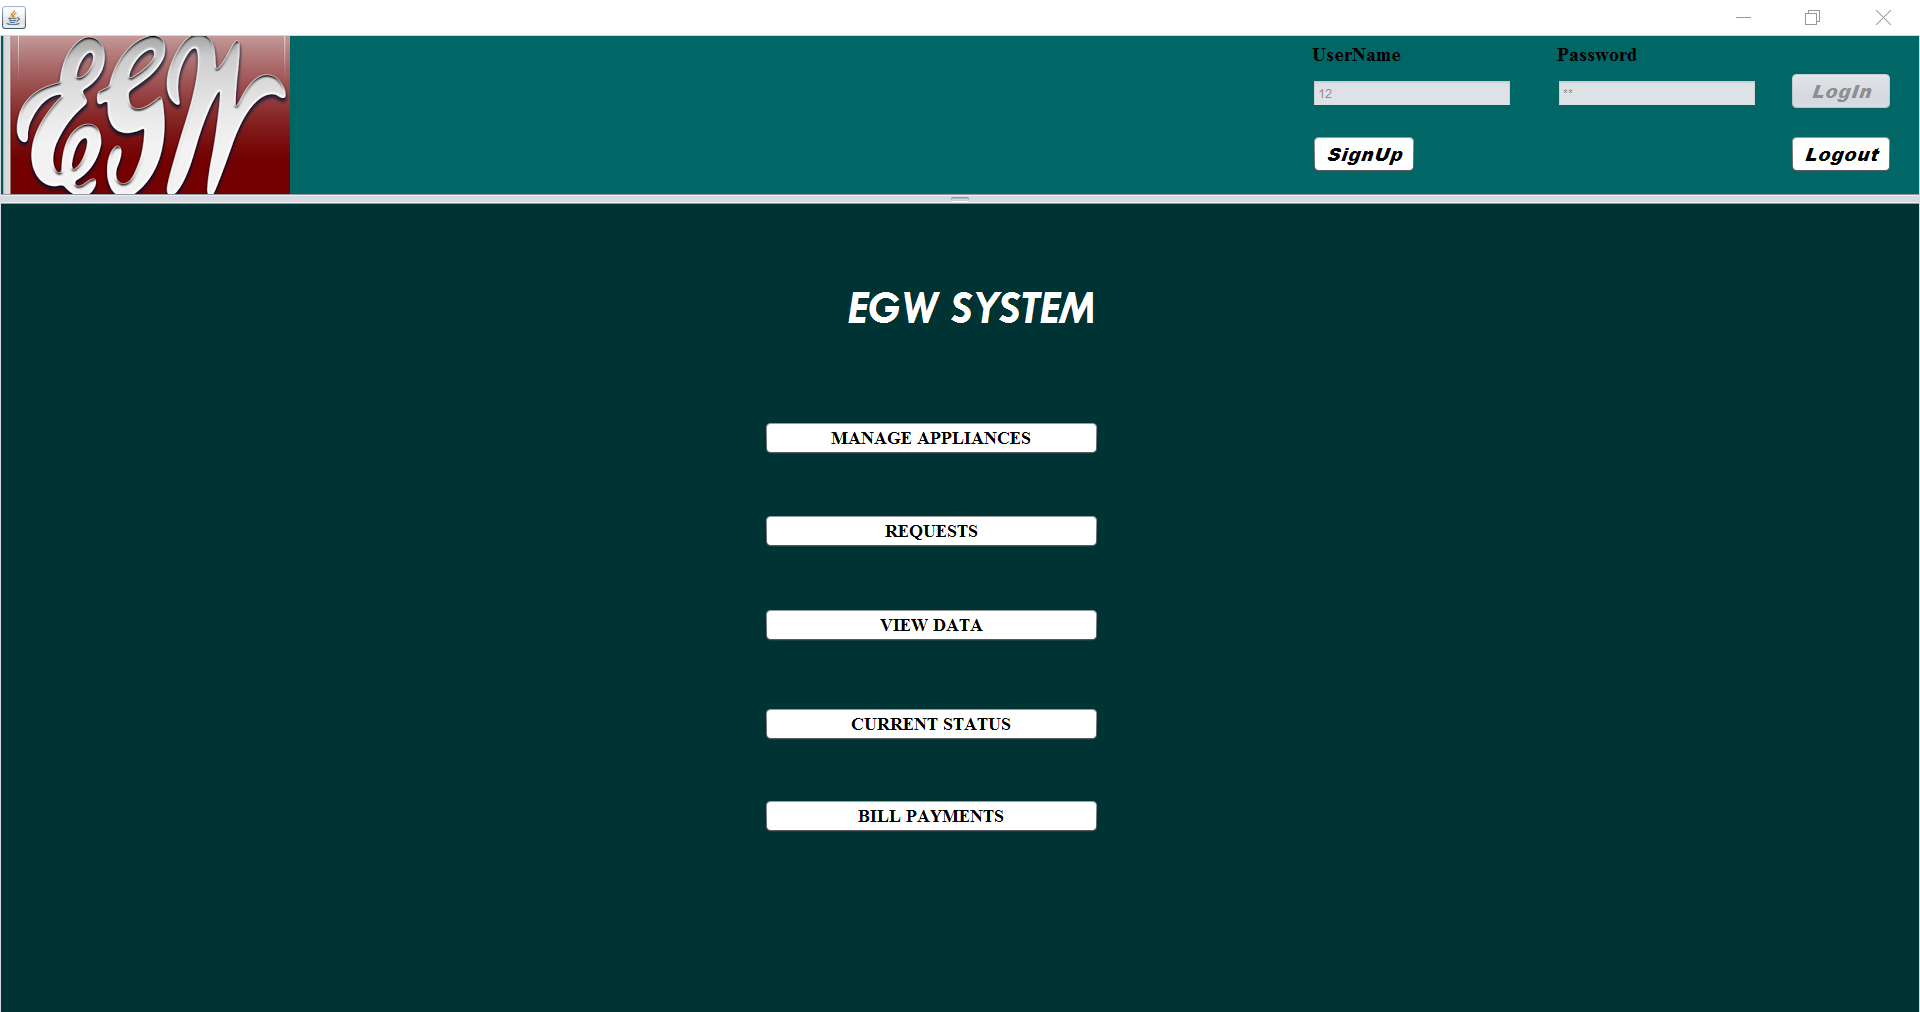 EGW
UserName
Password
12
**
LogIn
SignUp
Logout
EGW SYSTEM
MANAGE APPLIANCES
REQUESTS
VIEW DATA
CURRENT STATUS
BILL PAYMENTS